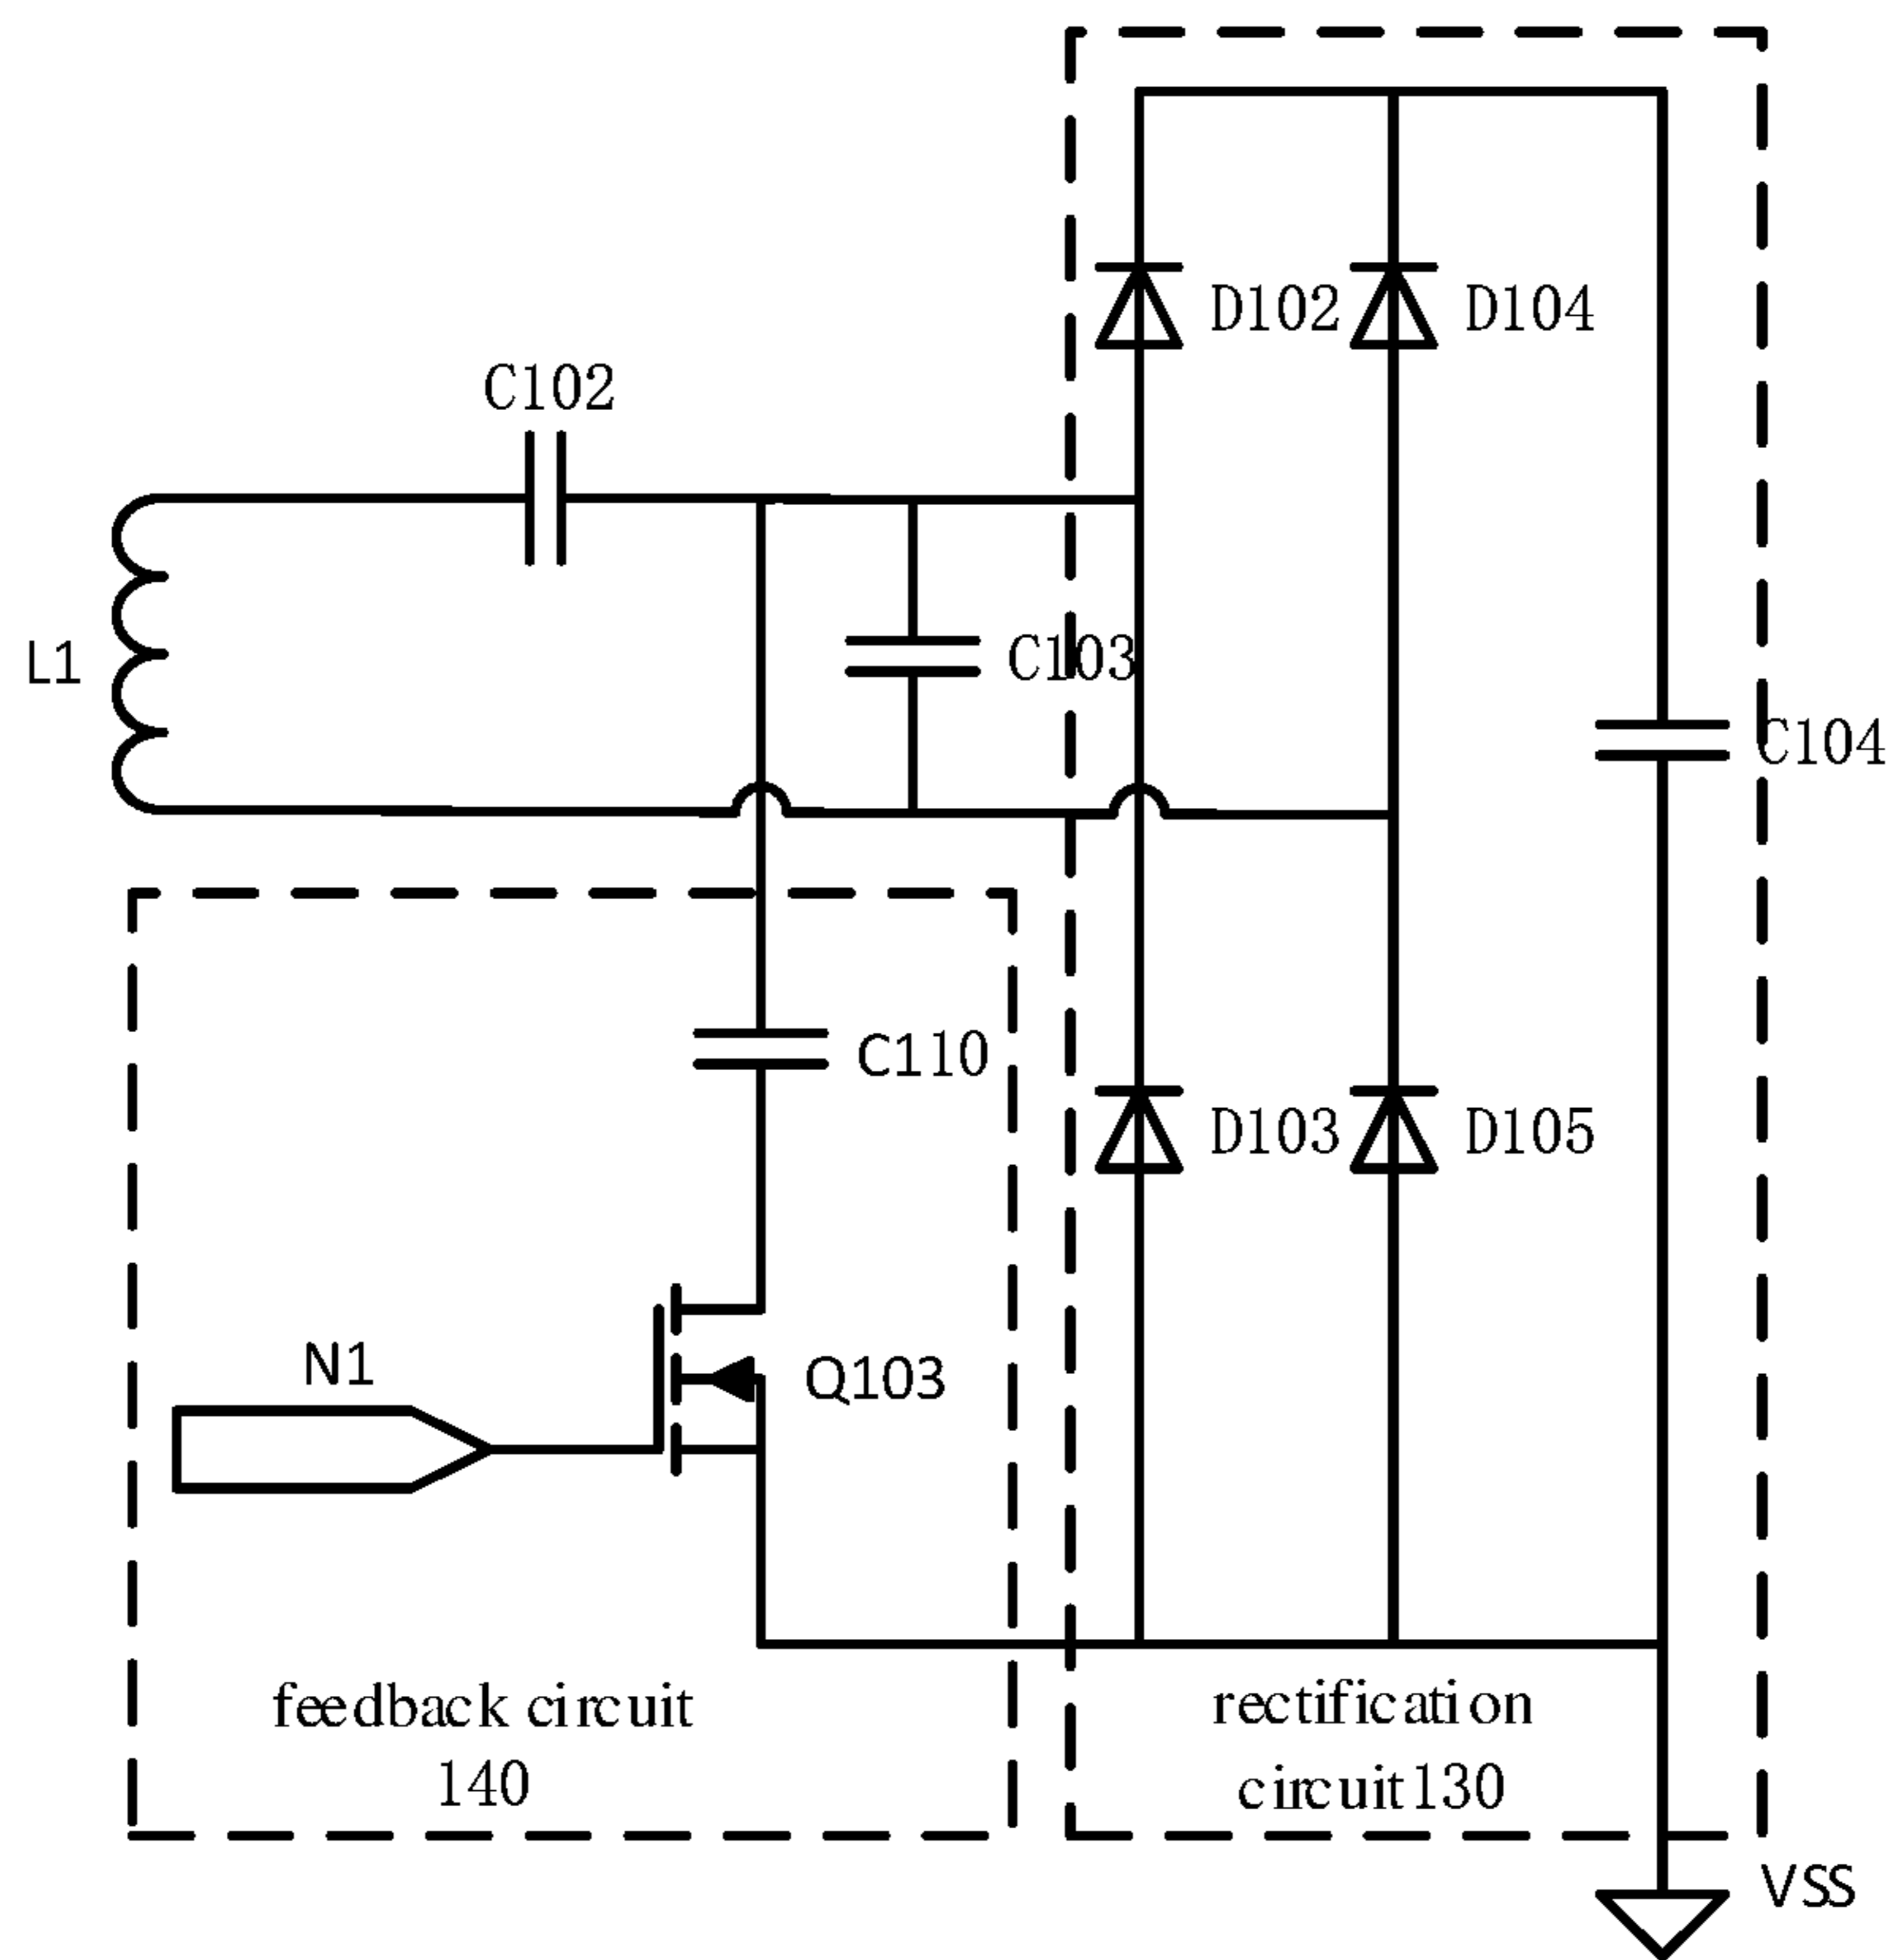 D102
D104
C102
L1
C103
C104
C110
D103
D105
N1
Q103
feedback circuit
140
rectification
circuit130
VSS